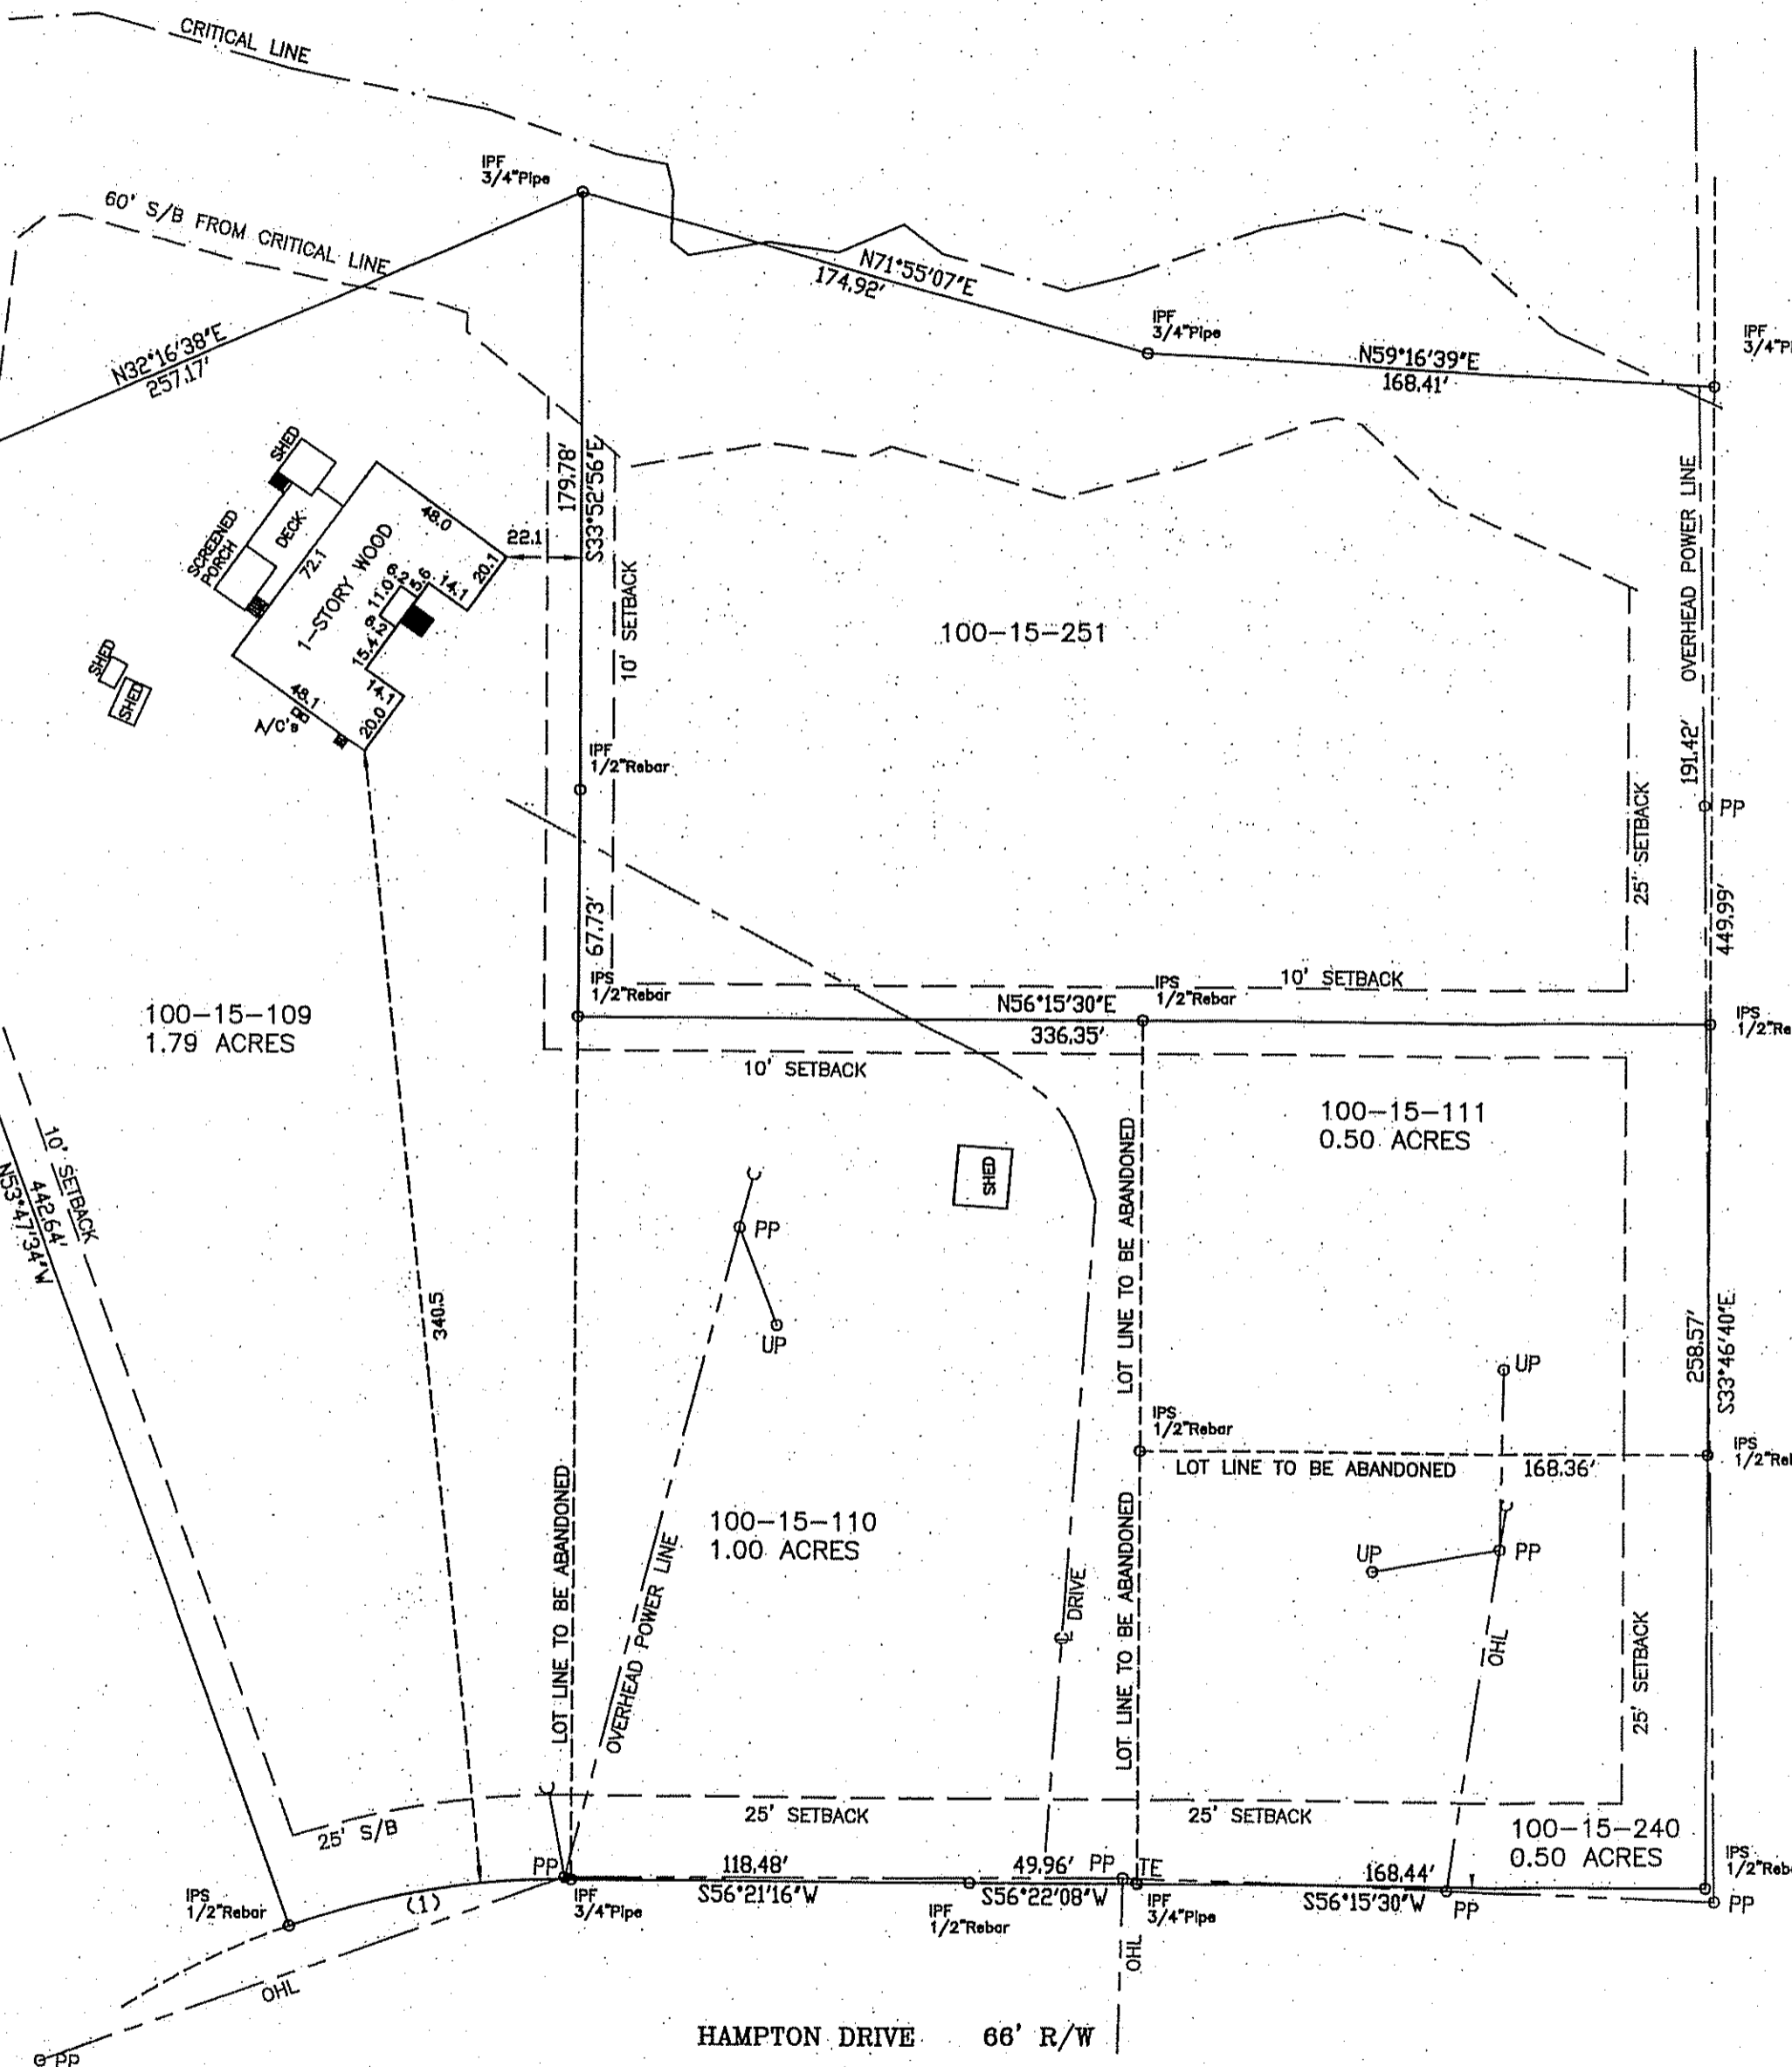 CRITICAL LINE
IPF
3/4"Pipe
60' S/B FROM CRITICAL LINE
N71°55'07"E
174.92'
IPF
3/4"Pipe
N59°16'39"E
168.41'
IPF
N32°16'38"E
257.17'
SHED
SCREENED
PORCH
DECK
72.1
1-STORY WOOD
48.0
22.1
20.1
14.1
5.6
6.2
11.0
6.2
15.4
14.1
20.0
48.1
A/C's
SHED
SHED
179.78'
S33°52'56"E
10' SETBACK
100-15-251
OVERHEAD POWER LINE
191.42'
PP
25' SETBACK
449.99'
IPF
1/2"Rebar
67.73'
IPS
1/2"Rebar
N56°15'30"E
336.35'
IPS
1/2"Rebar
10' SETBACK
IPS
10' SETBACK
100-15-109
1.79 ACRES
10' SETBACK
442.64'
N53°47'34"W
340.5
SHED
PP
UP
LOT LINE TO BE ABANDONED
100-15-111
0.50 ACRES
258.57'
S33°46'40"E
UP
IPS
1/2"Rebar
LOT LINE TO BE ABANDONED
168.36'
IPS
100-15-110
1.00 ACRES
LOT LINE TO BE ABANDONED
OVERHEAD POWER LINE
℄ DRIVE
LOT LINE TO BE ABANDONED
UP
PP
OHL
25' SETBACK
25' S/B
25' SETBACK
25' SETBACK
100-15-240
0.50 ACRES
IPS
1/2"Rebar
(1)
PP
IPF
3/4"Pipe
118.48'
S56°21'16"W
IPF
1/2"Rebar
49.96'
S56°22'08"W
PP
TE
IPF
3/4"Pipe
168.44'
S56°15'30"W
PP
IPS
PP
OHL
OHL
PP
HAMPTON DRIVE 66' R/W